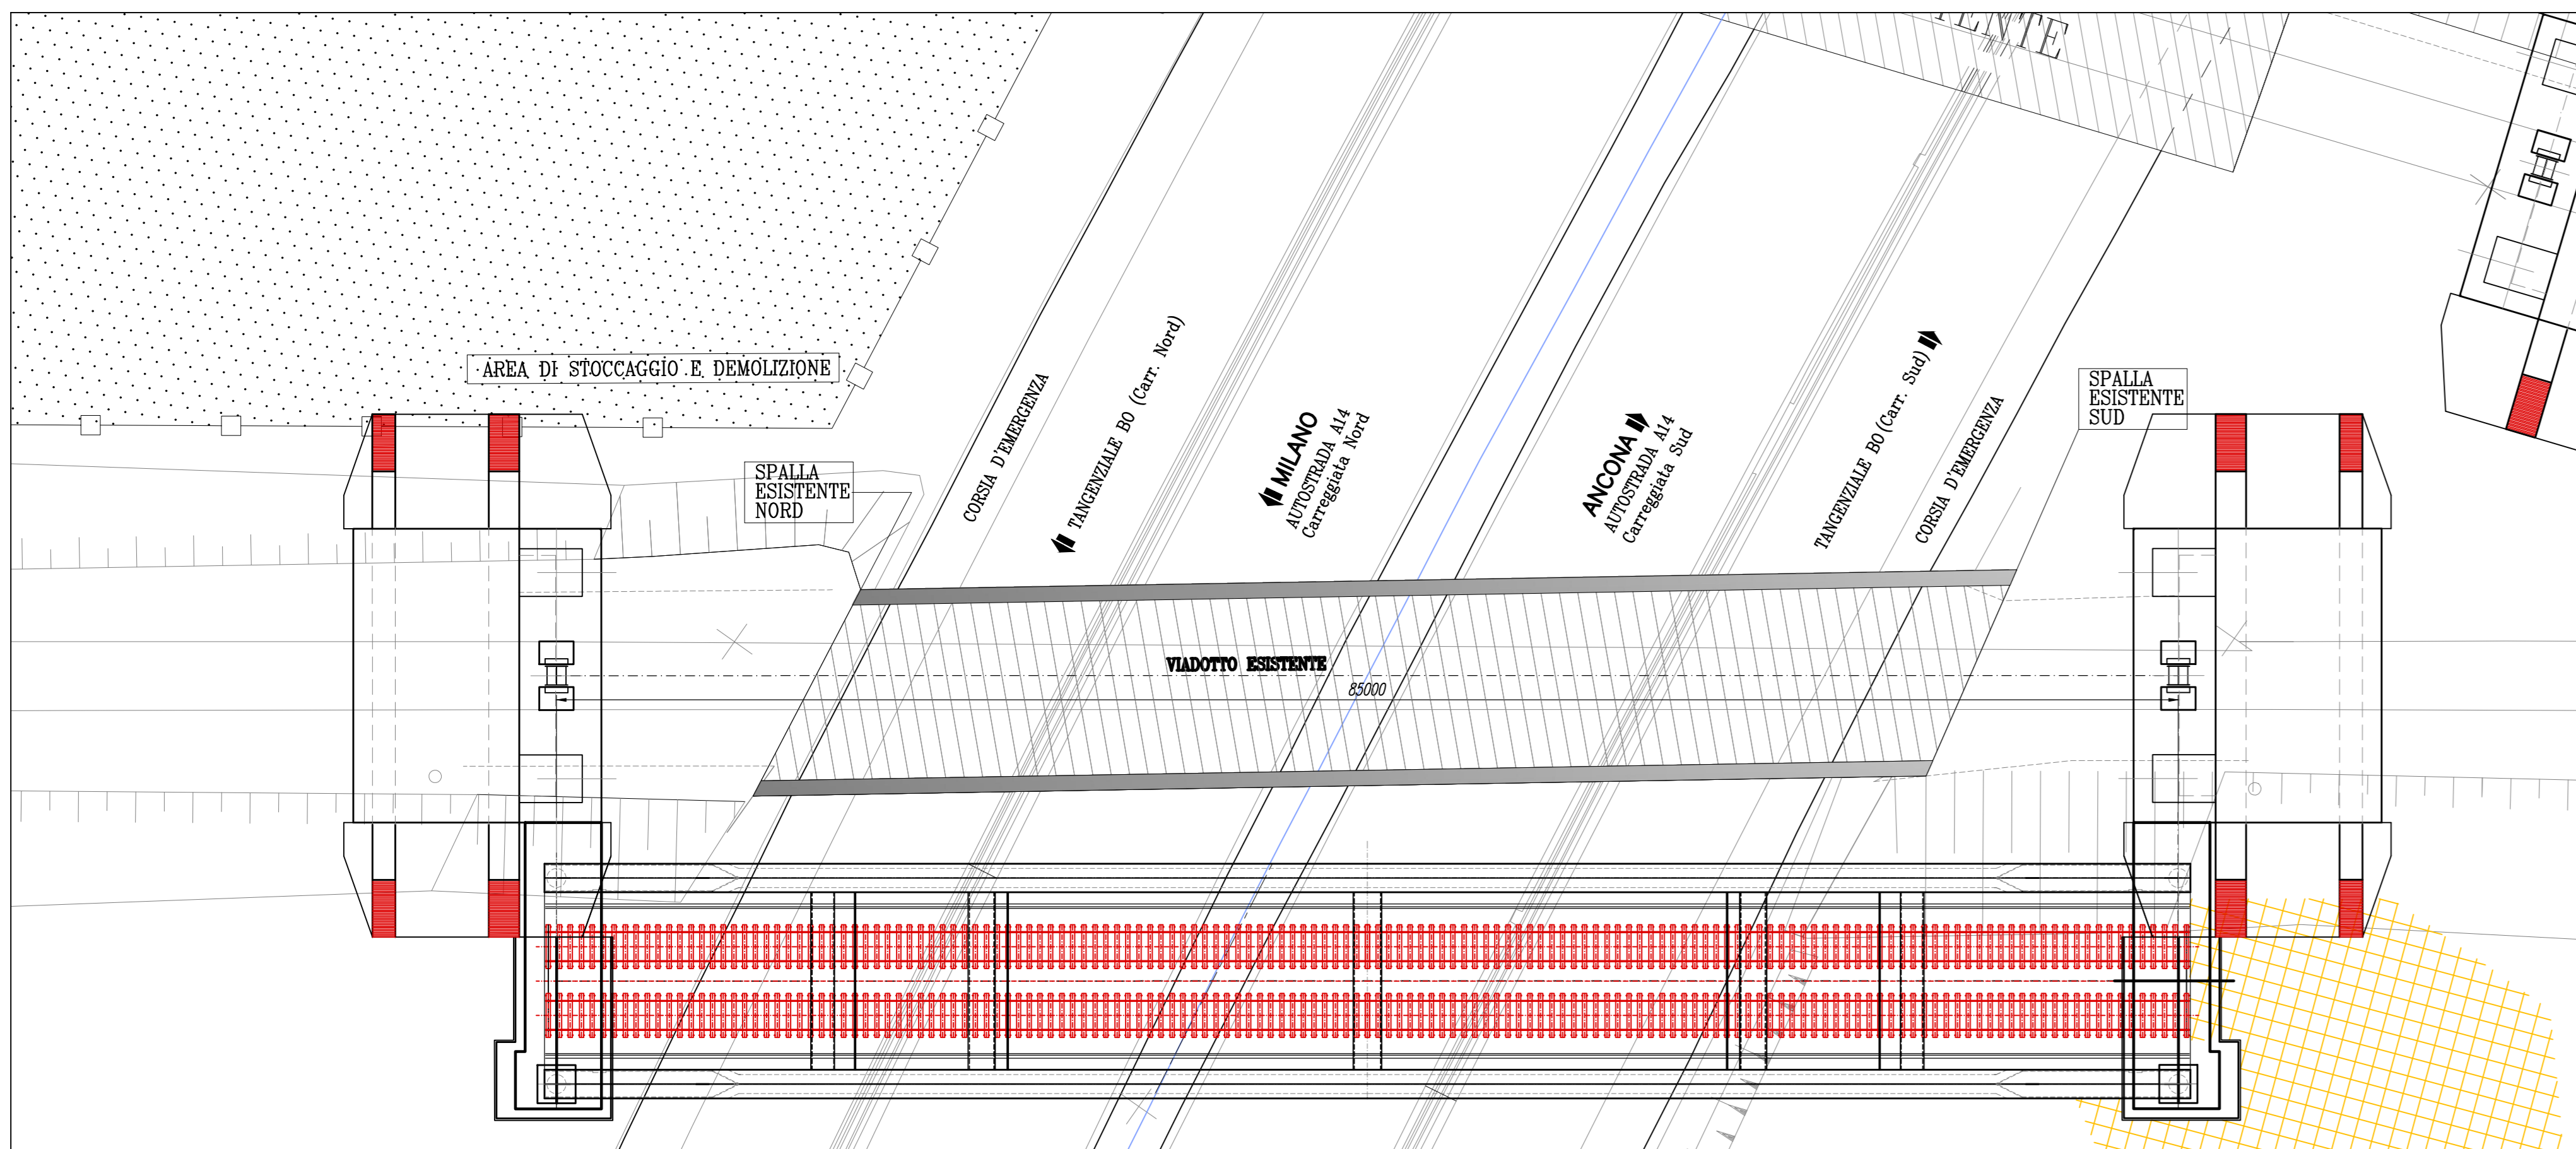 AREA DI STOCCAGGIO E DEMOLIZIONE
SPALLA
ESISTENTE
NORD
CORSIA D'EMERGENZA
TANGENZIALE BO (Carr. Nord)
MILANO
AUTOSTRADA A14
Carreggiata Nord
ANCONA
AUTOSTRADA A14
Carreggiata Sud
TANGENZIALE BO (Carr. Sud)
CORSIA D'EMERGENZA
SPALLA
ESISTENTE
SUD
VIADOTTO ESISTENTE
85000